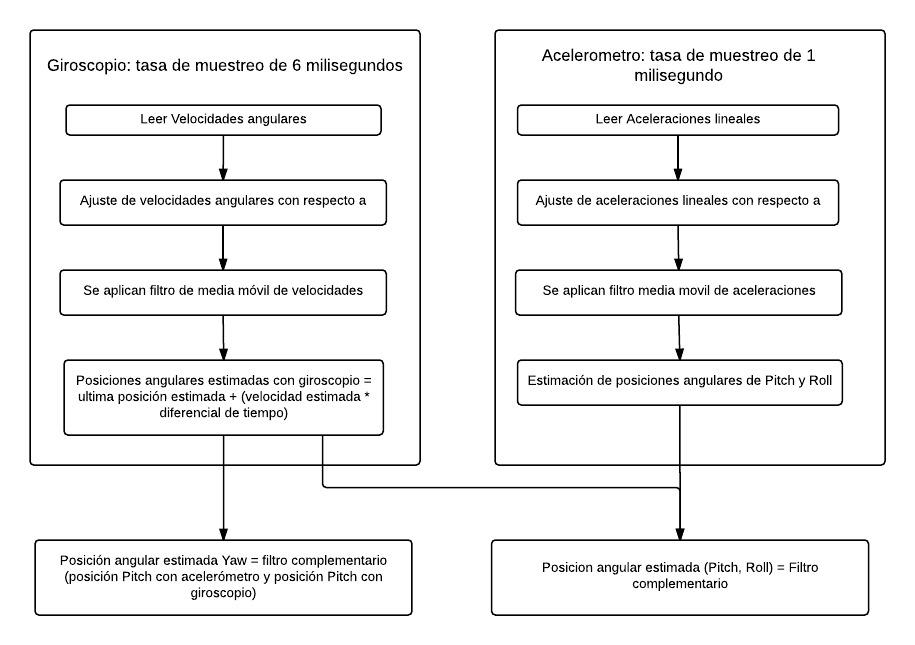 Giroscopio: tasa de muestreo de 6 milisegundos
Leer Velocidades angulares
Ajuste de velocidades angulares con respecto a
Se aplican filtro de media móvil de velocidades
Posiciones angulares estimadas con giroscopio =
ultima posición estimada + (velocidad estimada *
diferencial de tiempo)
Acelerometro: tasa de muestreo de 1
milisegundo
Leer Aceleraciones lineales
Ajuste de aceleraciones lineales con respecto a
Se aplican filtro media movil de aceleraciones
Estimación de posiciones angulares de Pitch y Roll
Posición angular estimada Yaw = filtro complementario
(posición Pitch con acelerómetro y posición Pitch con
giroscopio)
Posicion angular estimada (Pitch, Roll) = Filtro
complementario